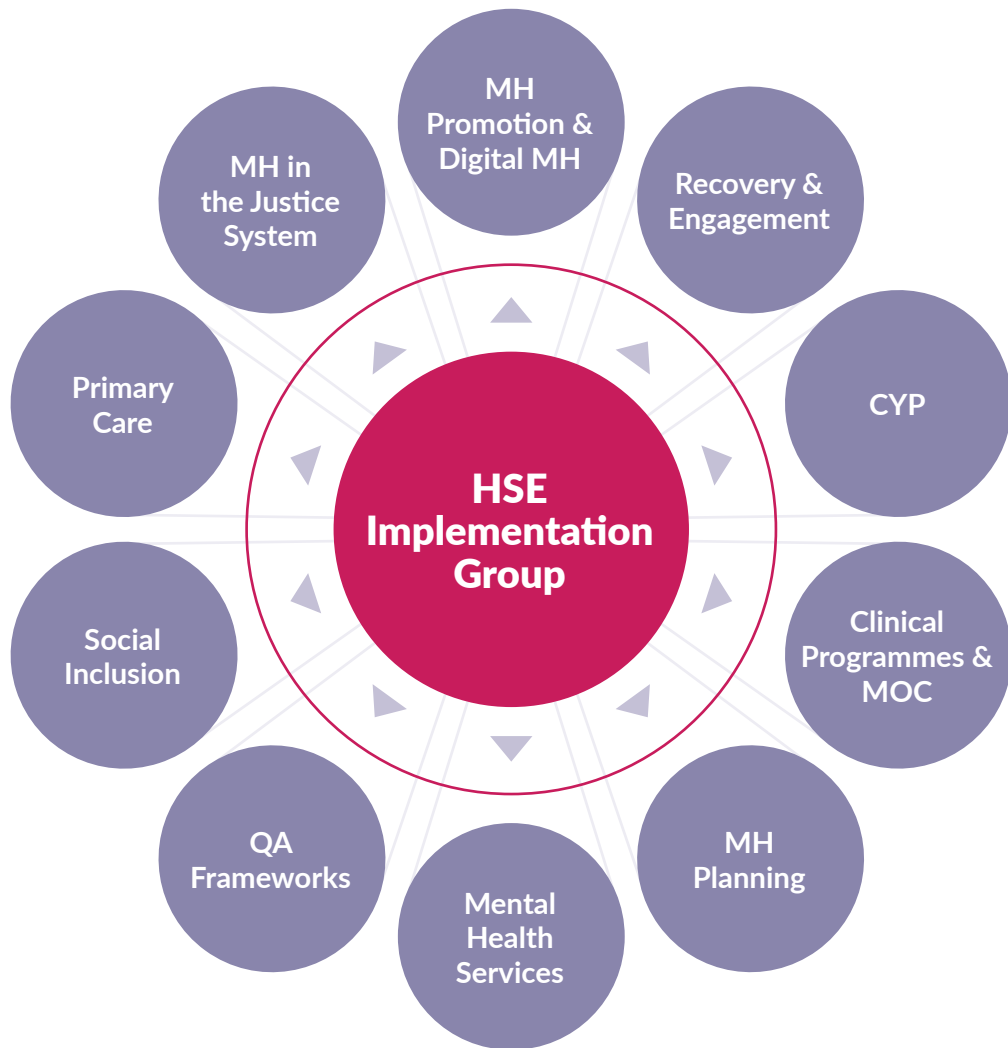 MH
Promotion &
Digital MH
Recovery &
Engagement
CYP
Clinical
Programmes &
MOC
MH
Planning
Mental
Health
Services
QA
Frameworks
Social
Inclusion
Primary
Care
MH in
the Justice
System
HSE
Implementation
Group